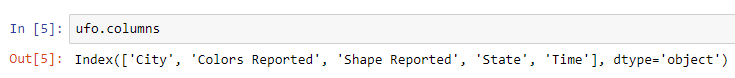 In [5]: ufo.columns
Out[5]: Index(['City', 'Colors Reported', 'Shape Reported', 'State', 'Time'], dtype='object')